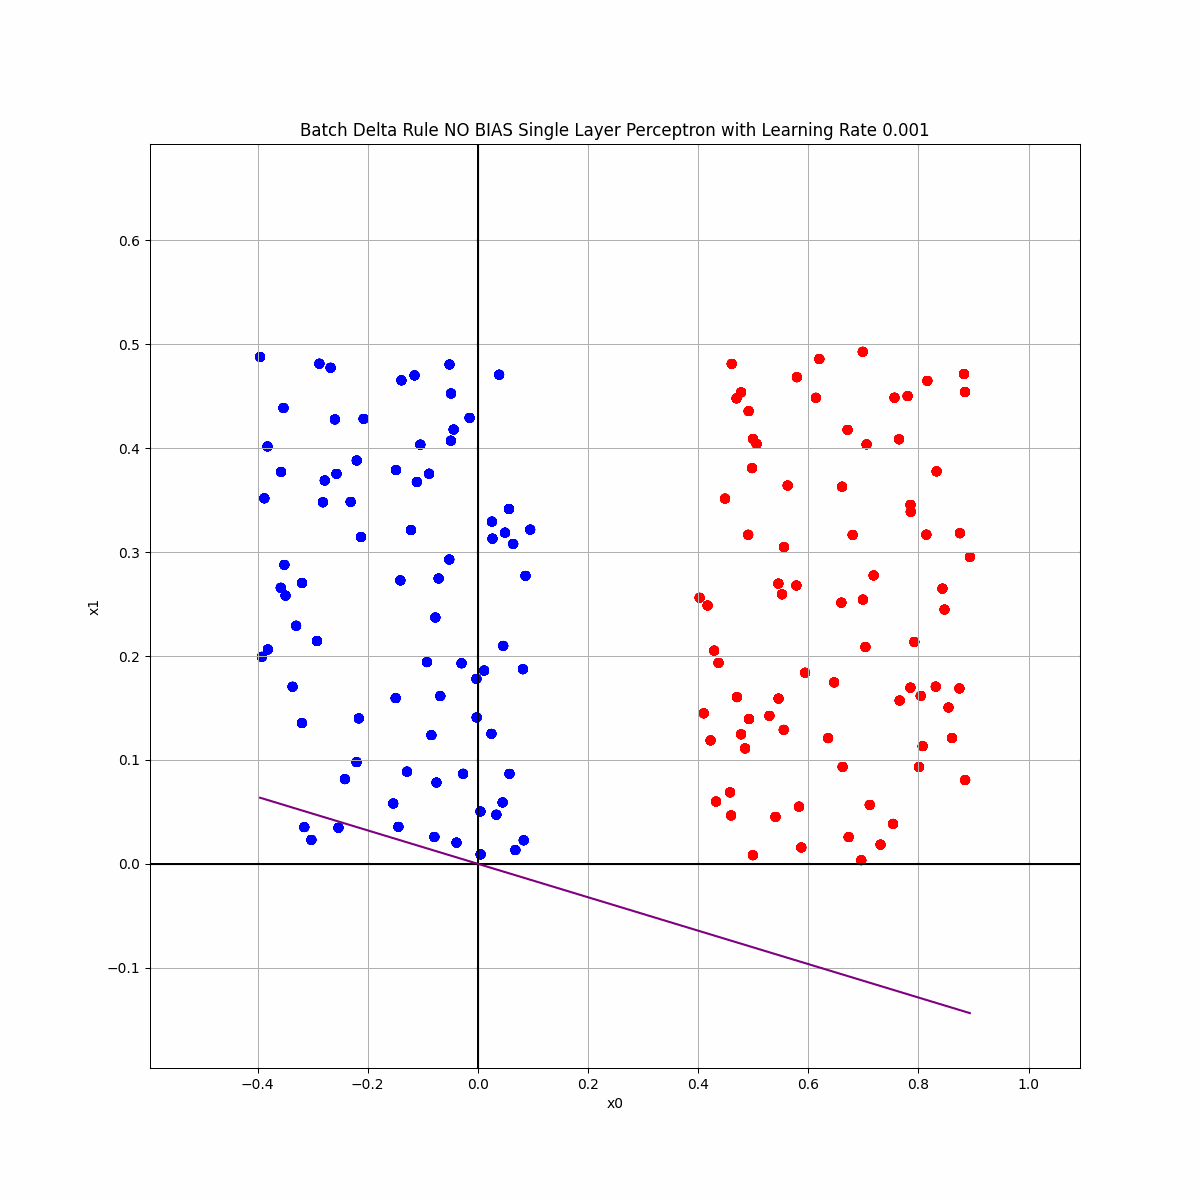 Batch Delta Rule NO BIAS Single Layer Perceptron with Learning Rate 0.001
0.6
0.5
0.4
0.3
0.2
0.1
0.0
−0.1
x1
−0.4 −0.2 0.0 0.2 0.4 0.6 0.8 1.0
x0